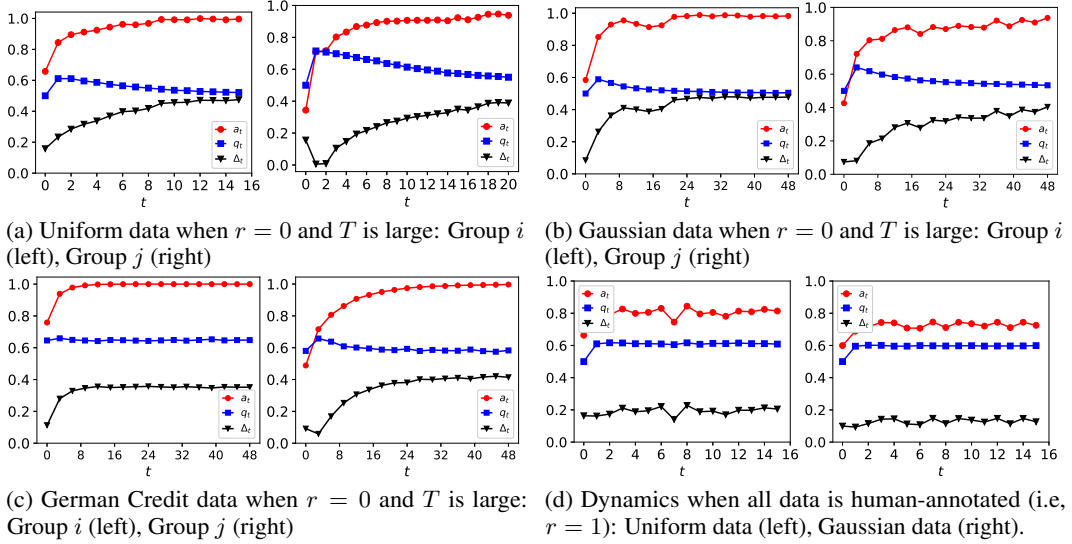 1.0
0.8
0.6
0.4
0.2
0.0
0 2 4 6 8 10 12 14 16
t
a_t
q_t
Δ_t
1.0
0.8
0.6
0.4
0.2
0.0
0 2 4 6 8 10 12 14 16 18 20
t
a_t
q_t
Δ_t
(a) Uniform data when r = 0 and T is large: Group i
(left), Group j (right)
1.0
0.8
0.6
0.4
0.2
0.0
0 8 16 24 32 40 48
t
a_t
q_t
Δ_t
1.0
0.8
0.6
0.4
0.2
0.0
0 8 16 24 32 40 48
t
a_t
q_t
Δ_t
(b) Gaussian data when r = 0 and T is large: Group i
(left), Group j (right)
1.0
0.8
0.6
0.4
0.2
0.0
0 8 16 24 32 40 48
t
a_t
q_t
Δ_t
1.0
0.8
0.6
0.4
0.2
0.0
0 8 16 24 32 40 48
t
a_t
q_t
Δ_t
(c) German Credit data when r = 0 and T is large:
Group i (left), Group j (right)
1.0
0.8
0.6
0.4
0.2
0.0
0 2 4 6 8 10 12 14 16
t
a_t
q_t
Δ_t
1.0
0.8
0.6
0.4
0.2
0.0
0 2 4 6 8 10 12 14 16
t
a_t
q_t
Δ_t
(d) Dynamics when all data is human-annotated (i.e,
r = 1): Uniform data (left), Gaussian data (right).